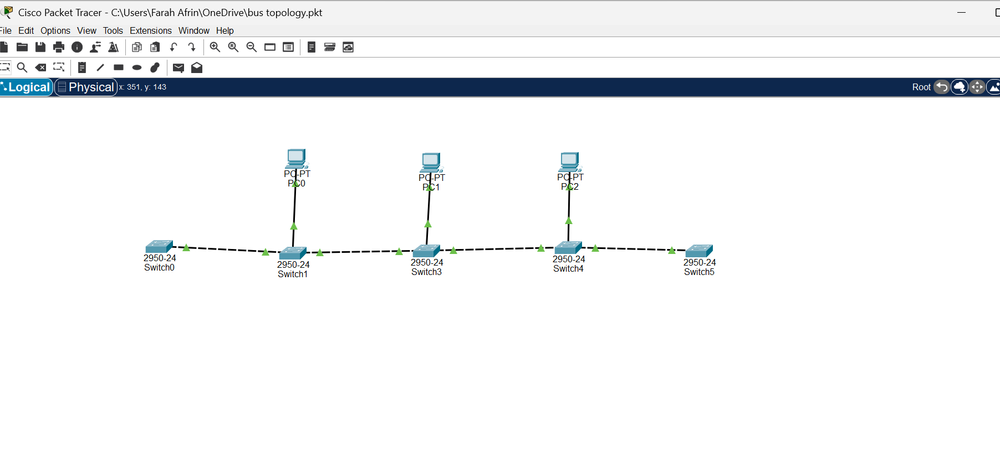 Cisco Packet Tracer - C:\Users\Farah Afrin\OneDrive\bus topology.pkt
File Edit Options View Tools Extensions Window Help
Logical Physical x: 351, y: 143 Root
PC-PT
PC0
PC-PT
PC1
PC-PT
PC2
2950-24
Switch0
2950-24
Switch1
2950-24
Switch3
2950-24
Switch4
2950-24
Switch5